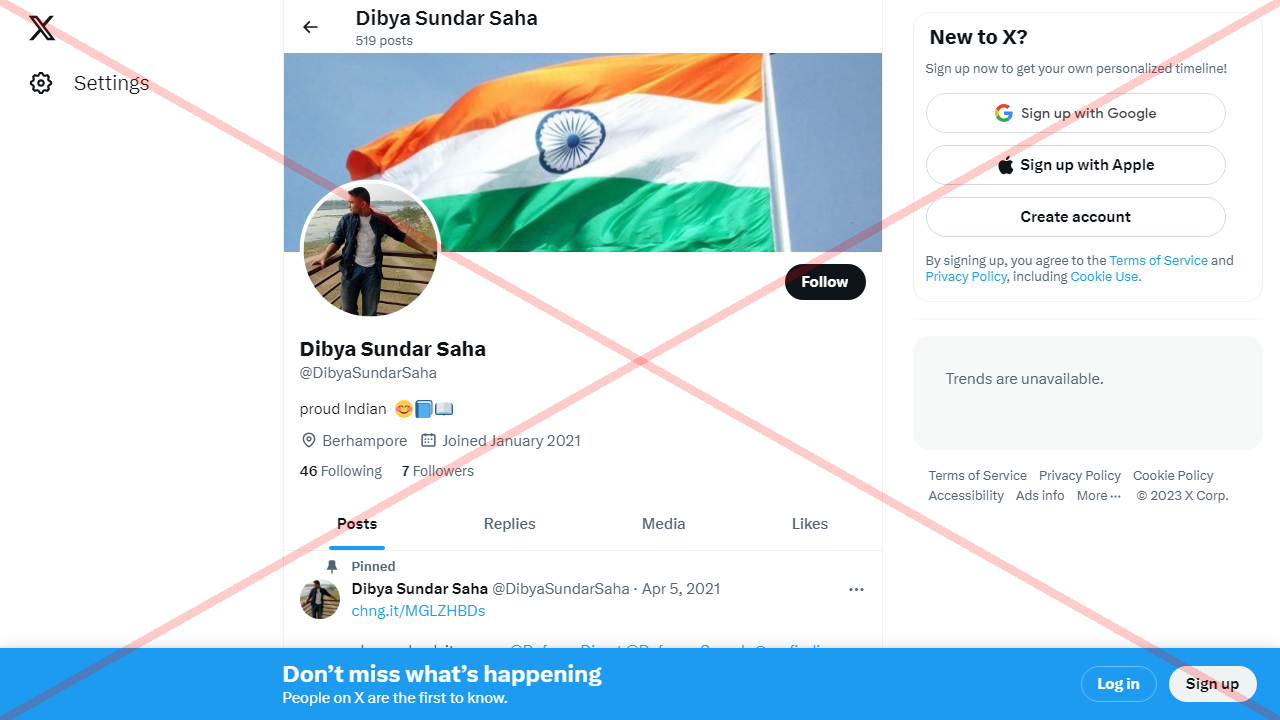 Settings
Dibya Sundar Saha
519 posts
Follow
Dibya Sundar Saha
@DibyaSundarSaha
proud Indian 😊📘📖
Berhampore Joined January 2021
46 Following 7 Followers
Posts Replies Media Likes
Pinned
Dibya Sundar Saha @DibyaSundarSaha · Apr 5, 2021
chng.it/MGLZHBDs
New to X?
Sign up now to get your own personalized timeline!
Sign up with Google
Sign up with Apple
Create account
By signing up, you agree to the Terms of Service and
Privacy Policy, including Cookie Use.
Trends are unavailable.
Terms of Service Privacy Policy Cookie Policy
Accessibility Ads info More ··· © 2023 X Corp.
Don’t miss what’s happening
People on X are the first to know.
Log in Sign up